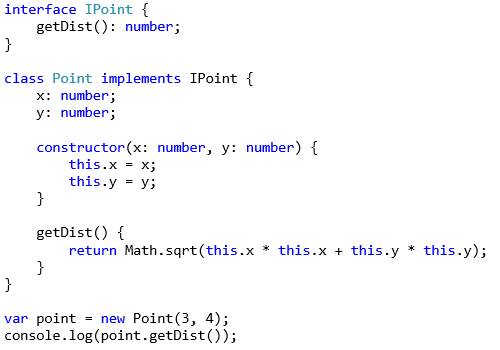 interface IPoint {
    getDist(): number;
}

class Point implements IPoint {
    x: number;
    y: number;

    constructor(x: number, y: number) {
        this.x = x;
        this.y = y;
    }

    getDist() {
        return Math.sqrt(this.x * this.x + this.y * this.y);
    }
}

var point = new Point(3, 4);
console.log(point.getDist());